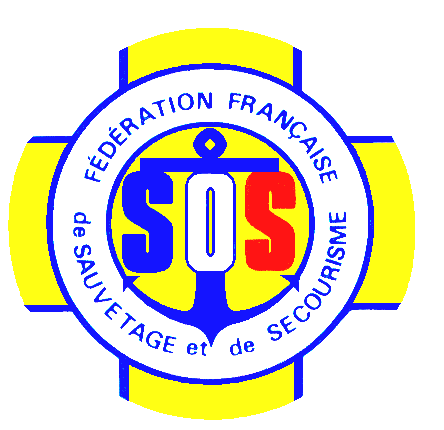 FÉDÉRATION FRANÇAISE
SOS
de SAUVETAGE et de SECOURISME